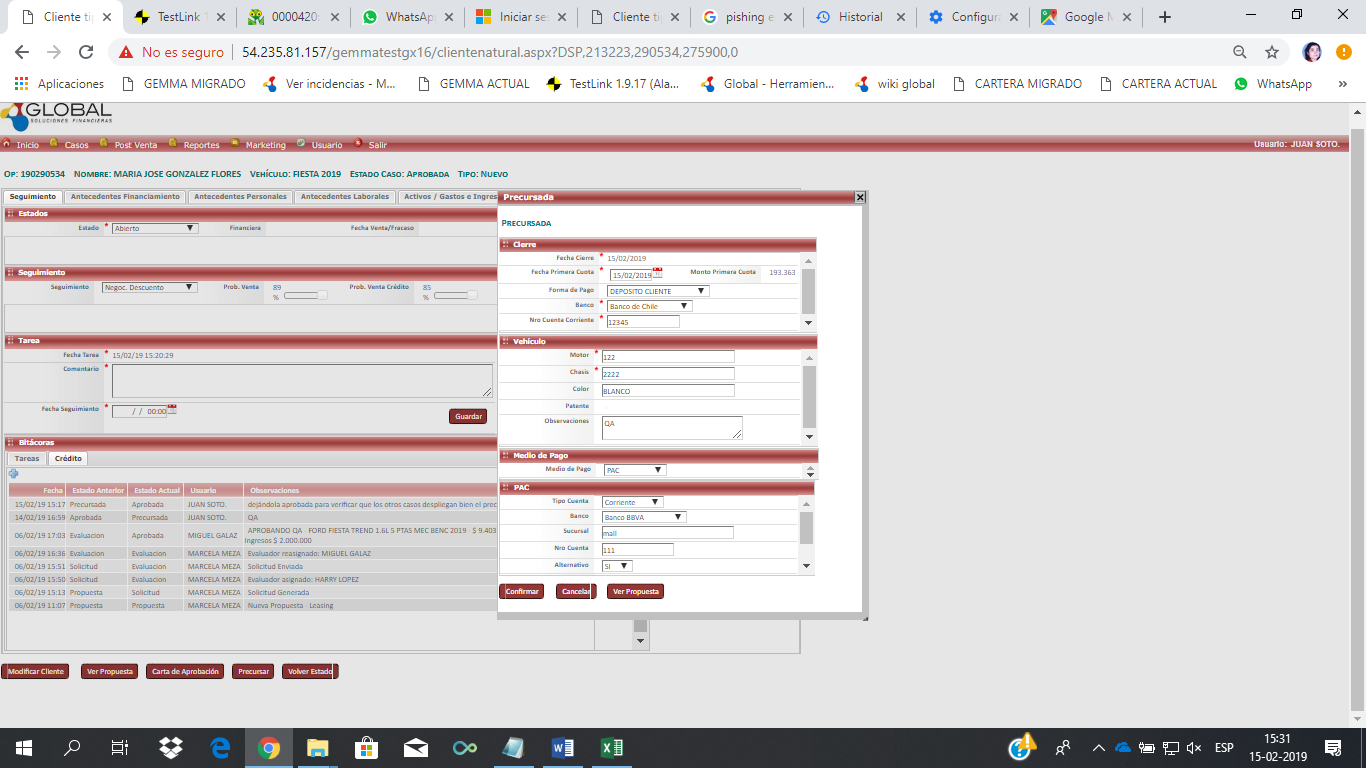 Cliente ti
TestLink 1
0000420:
WhatsApp
Iniciar se
Cliente ti
pishing e
Historial
Configura
Google M
No es seguro | 54.235.81.157/gemmatestgx16/clientenatural.aspx?DSP,213223,290534,275900,0
Aplicaciones GEMMA MIGRADO Ver incidencias - M... GEMMA ACTUAL TestLink 1.9.17 (Ala... Global - Herramien... wiki global CARTERA MIGRADO CARTERA ACTUAL WhatsApp »
GLOBAL
SOLUCIONES FINANCIERAS
Inicio Casos Post Venta Reportes Marketing Usuario Salir Usuario: JUAN SOTO.
Op: 190290534 Nombre: MARIA JOSE GONZALEZ FLORES Vehículo: FIESTA 2019 Estado Caso: Aprobada Tipo: Nuevo
Seguimiento Antecedentes Financiamiento Antecedentes Personales Antecedentes Laborales Activos / Gastos e Ingres
Estados
Estado * Abierto Financiera Fecha Venta/Fracaso
Seguimiento
Seguimiento Negoc. Descuento Prob. Venta 89 % Prob. Venta Crédito 85 %
Tarea
Fecha Tarea * 15/02/19 15:20:29
Comentario *
Fecha Seguimiento * / / 00:00
Guardar
Bitácoras
Tareas Crédito
Fecha Estado Anterior Estado Actual Usuario Observaciones
15/02/19 15:17 Precursada Aprobada JUAN SOTO. dejándola aprobada para verificar que los otros casos despliegan bien el prec
14/02/19 16:59 Aprobada Precursada JUAN SOTO. QA
06/02/19 17:03 Evaluacion Aprobada MIGUEL GALAZ APROBANDO QA - FORD FIESTA TREND 1.6L 5 PTAS MEC BENC 2019 - $ 9.403
Ingresos $ 2.000.000
06/02/19 16:36 Evaluacion Evaluacion MARCELA MEZA Evaluador reasignado: MIGUEL GALAZ
06/02/19 15:51 Solicitud Evaluacion MARCELA MEZA Solicitud Enviada
06/02/19 15:50 Solicitud Evaluacion MARCELA MEZA Evaluador asignado: HARRY LOPEZ
06/02/19 15:13 Propuesta Solicitud MARCELA MEZA Solicitud Generada
06/02/19 11:07 Propuesta Propuesta MARCELA MEZA Nueva Propuesta - Leasing
Modificar Cliente Ver Propuesta Carta de Aprobación Precursar Volver Estado
Precursada
Precursada
Cierre
Fecha Cierre * 15/02/2019
Fecha Primera Cuota * 15/02/2019 Monto Primera Cuota 193.363
Forma de Pago DEPOSITO CLIENTE
Banco * Banco de Chile
Nro Cuenta Corriente * 12345
Vehículo
Motor * 122
Chasis * 2222
Color BLANCO
Patente
Observaciones QA
Medio de Pago
Medio de Pago PAC
PAC
Tipo Cuenta Corriente
Banco Banco BBVA
Sucursal mall
Nro Cuenta 111
Alternativo SI
Confirmar Cancelar Ver Propuesta
ESP
15:31
15-02-2019